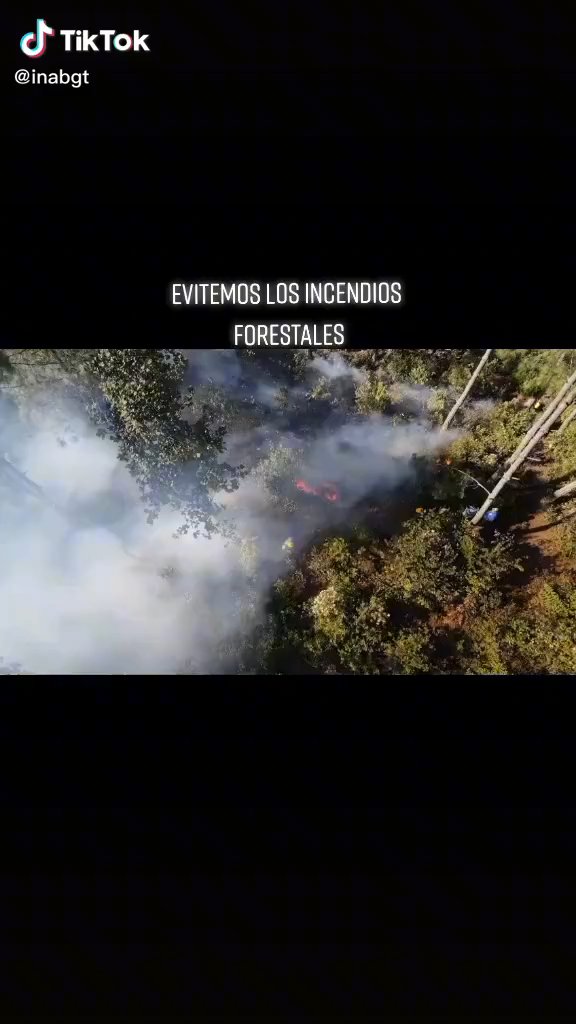 TikTok
@inabgt
EVITEMOS LOS INCENDIOS
FORESTALES